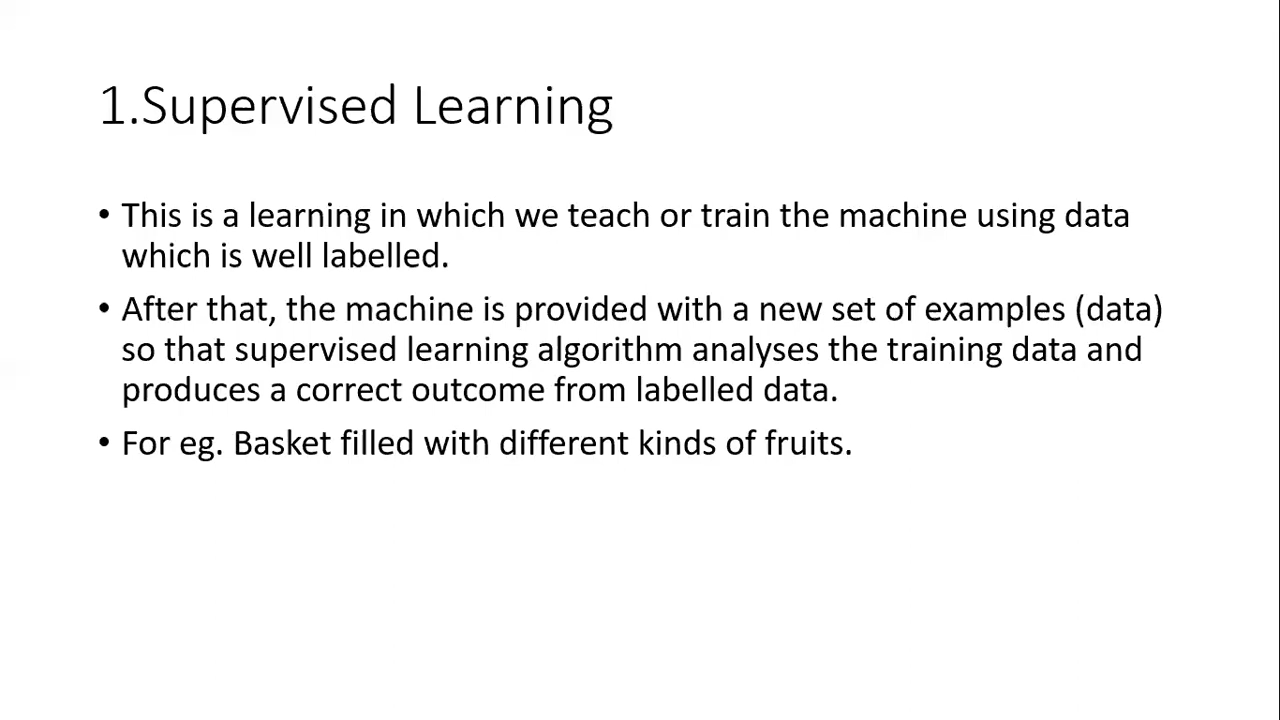 1.Supervised Learning
• This is a learning in which we teach or train the machine using data
which is well labelled.
• After that, the machine is provided with a new set of examples (data)
so that supervised learning algorithm analyses the training data and
produces a correct outcome from labelled data.
• For eg. Basket filled with different kinds of fruits.